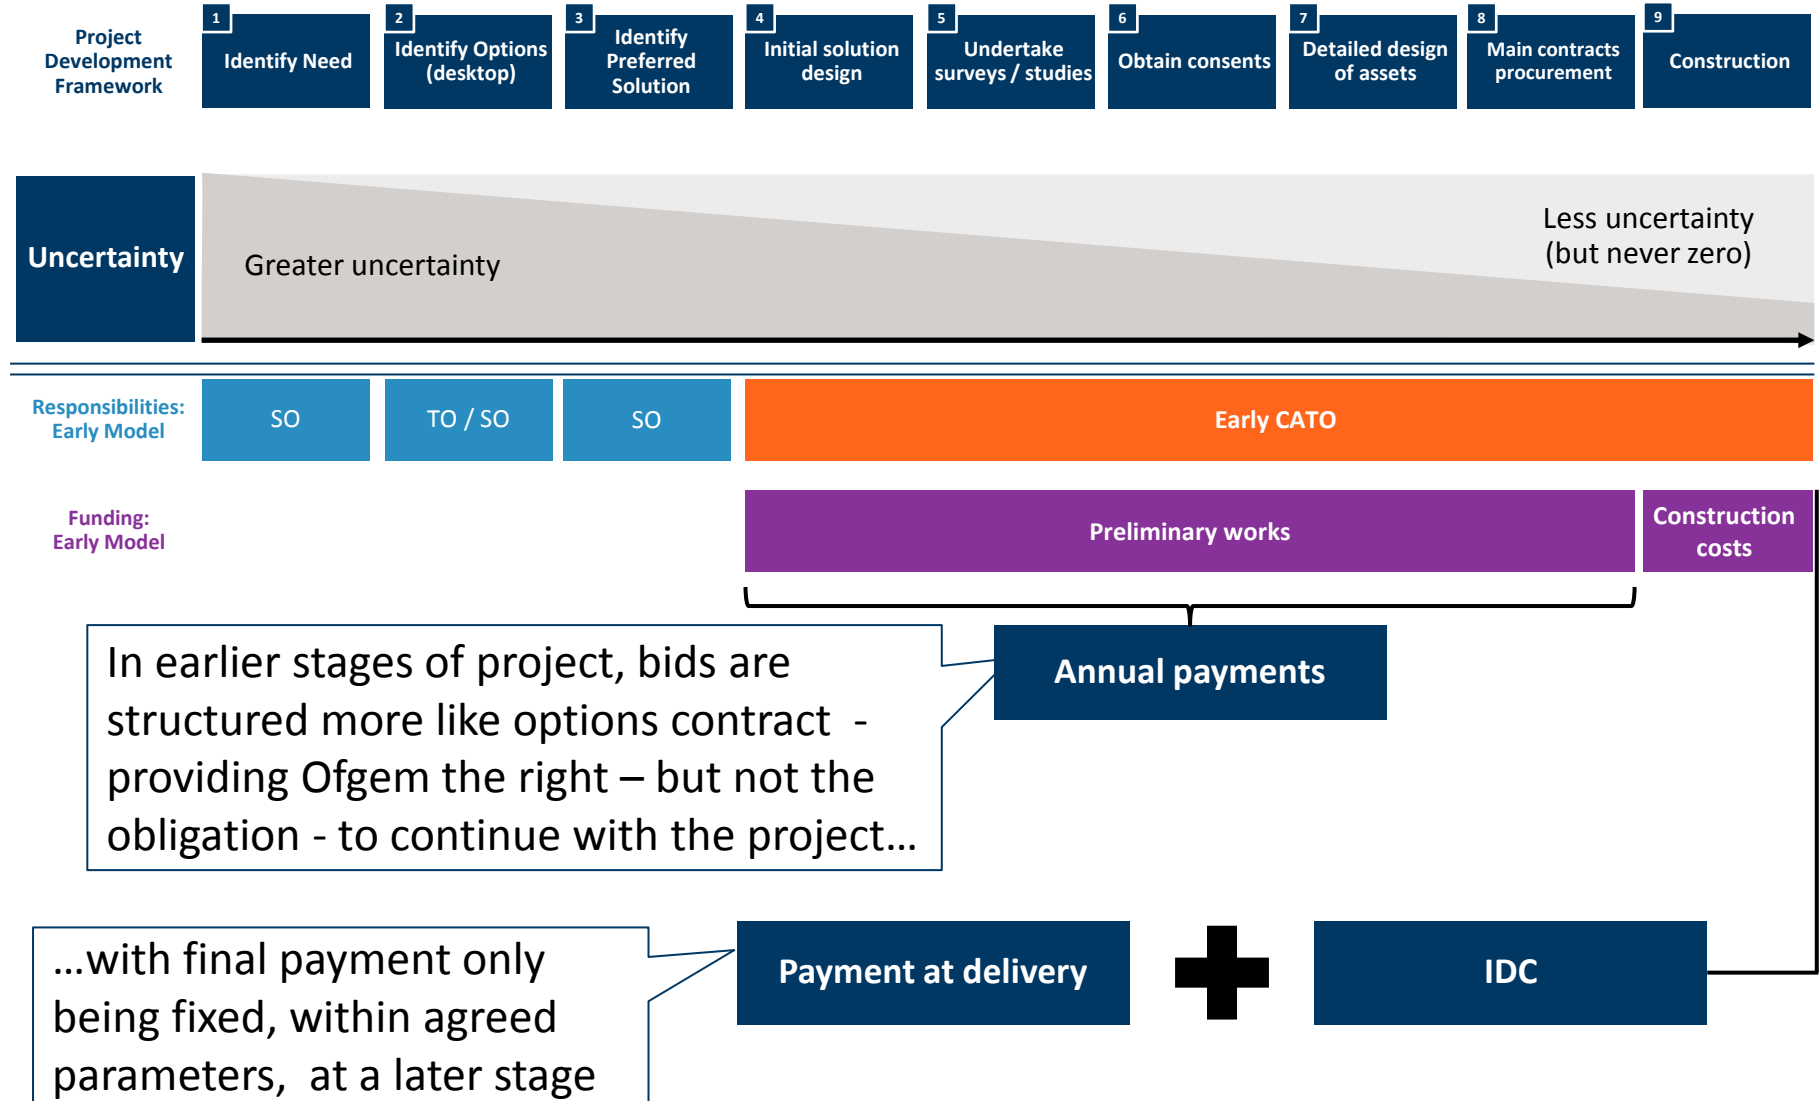 Project
Development
Framework
1
Identify Need
2
Identify Options
(desktop)
3
Identify
Preferred
Solution
4
Initial solution
design
5
Undertake
surveys / studies
6
Obtain consents
7
Detailed design
of assets
8
Main contracts
procurement
9
Construction
Uncertainty
Greater uncertainty
Less uncertainty
(but never zero)
Responsibilities:
Early Model
SO
TO / SO
SO
Early CATO
Funding:
Early Model
Preliminary works
Construction
costs
In earlier stages of project, bids are
structured more like options contract  -
providing Ofgem the right – but not the
obligation - to continue with the project…
Annual payments
…with final payment only
being fixed, within agreed
parameters,  at a later stage
Payment at delivery
IDC